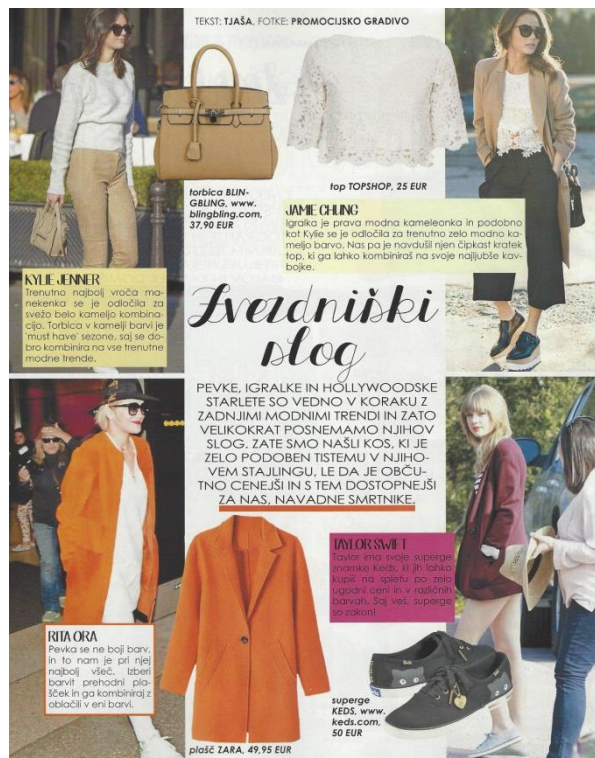 TEKST: TJAŠA, FOTKE: PROMOCIJSKO GRADIVO
torbica BLIN-
GBLING, www.
blingbling.com,
37,90 EUR
top TOPSHOP, 25 EUR
JAMIE CHUNG
Igralka je prava modna kameleonka in podobno
kot Kylie se je odločila za trenutno zelo modno ka-
meljo barvo. Nas pa je navdušil njen čipkast kratek
top, ki ga lahko kombiniraš na svoje najljubše kav-
bojke.
KYLIE JENNER
Trenutno najbolj vroča ma-
nekenka se je odločila za
svežo belo kameljo kombina-
cijo. Torbica v kamelji barvi je
'must have' sezone, saj se do-
bro kombinira na vse trenutne
modne trende.
Zvezdniški
slog
PEVKE, IGRALKE IN HOLLYWOODSKE
STARLETE SO VEDNO V KORAKU Z
ZADNJIMI MODNIMI TRENDI IN ZATO
VELIKOKRAT POSNEMAMO NJIHOV
SLOG. ZATE SMO NAŠLI KOS, KI JE
ZELO PODOBEN TISTEMU V NJIHO-
VEM STAJLINGU, LE DA JE OBČU-
TNO CENEJŠI IN S TEM DOSTOPNEJŠI
ZA NAS, NAVADNE SMRTNIKE.
TAYLOR SWIFT
Taylor ima svoje superge
znamke Keds, ki jih lahko
kupiš na spletu po zelo
ugodni ceni in v različnih
barvah. Saj veš, superge
so zakon!
RITA ORA
Pevka se ne boji barv,
in to nam je pri njej
najbolj všeč. Izberi
barvit prehodni pla-
šček in ga kombiniraj z
oblačili v eni barvi.
superge
KEDS, www.
keds.com,
50 EUR
plašč ZARA, 49,95 EUR